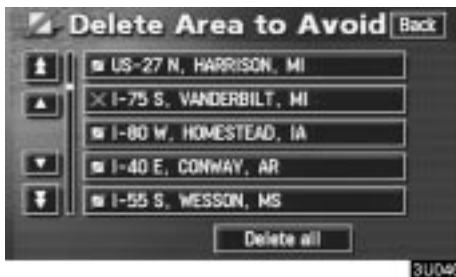 Delete Area to Avoid Back
US-27 N, HARRISON, MI
I-75 S, VANDERBILT, MI
I-80 W, HOMESTEAD, IA
I-40 E, CONWAY, AR
I-55 S, WESSON, MS
Delete all